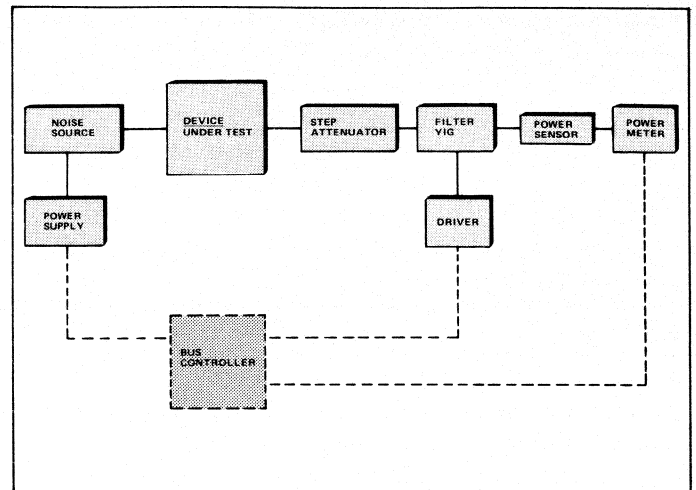 NOISE
SOURCE
DEVICE
UNDER TEST
STEP
ATTENUATOR
FILTER
YIG
POWER
SENSOR
POWER
METER
POWER
SUPPLY
DRIVER
BUS
CONTROLLER